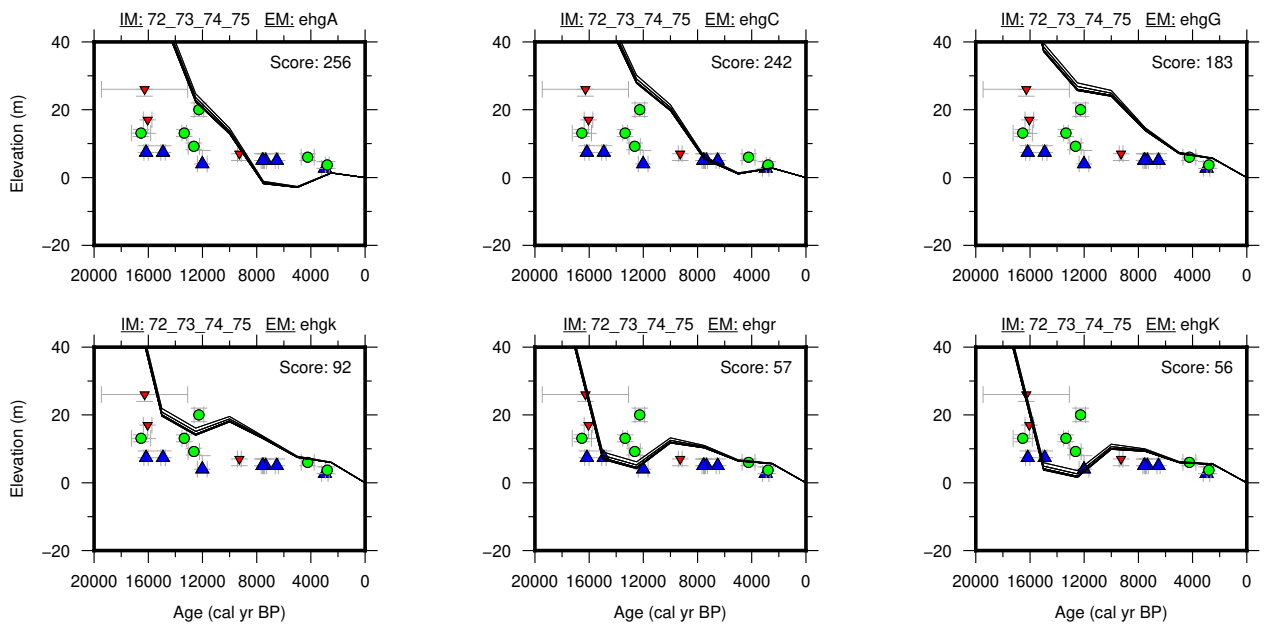 IM: 72_73_74_75 EM: ehgA
IM: 72_73_74_75 EM: ehgC
IM: 72_73_74_75 EM: ehgG
Score: 256
Score: 242
Score: 183
Elevation (m)
40
20
0
−20
20000 16000 12000 8000 4000 0
40
20
0
−20
20000 16000 12000 8000 4000 0
40
20
0
−20
20000 16000 12000 8000 4000 0
IM: 72_73_74_75 EM: ehgk
IM: 72_73_74_75 EM: ehgr
IM: 72_73_74_75 EM: ehgK
Score: 92
Score: 57
Score: 56
Elevation (m)
40
20
0
−20
20000 16000 12000 8000 4000 0
Age (cal yr BP)
40
20
0
−20
20000 16000 12000 8000 4000 0
Age (cal yr BP)
40
20
0
−20
20000 16000 12000 8000 4000 0
Age (cal yr BP)